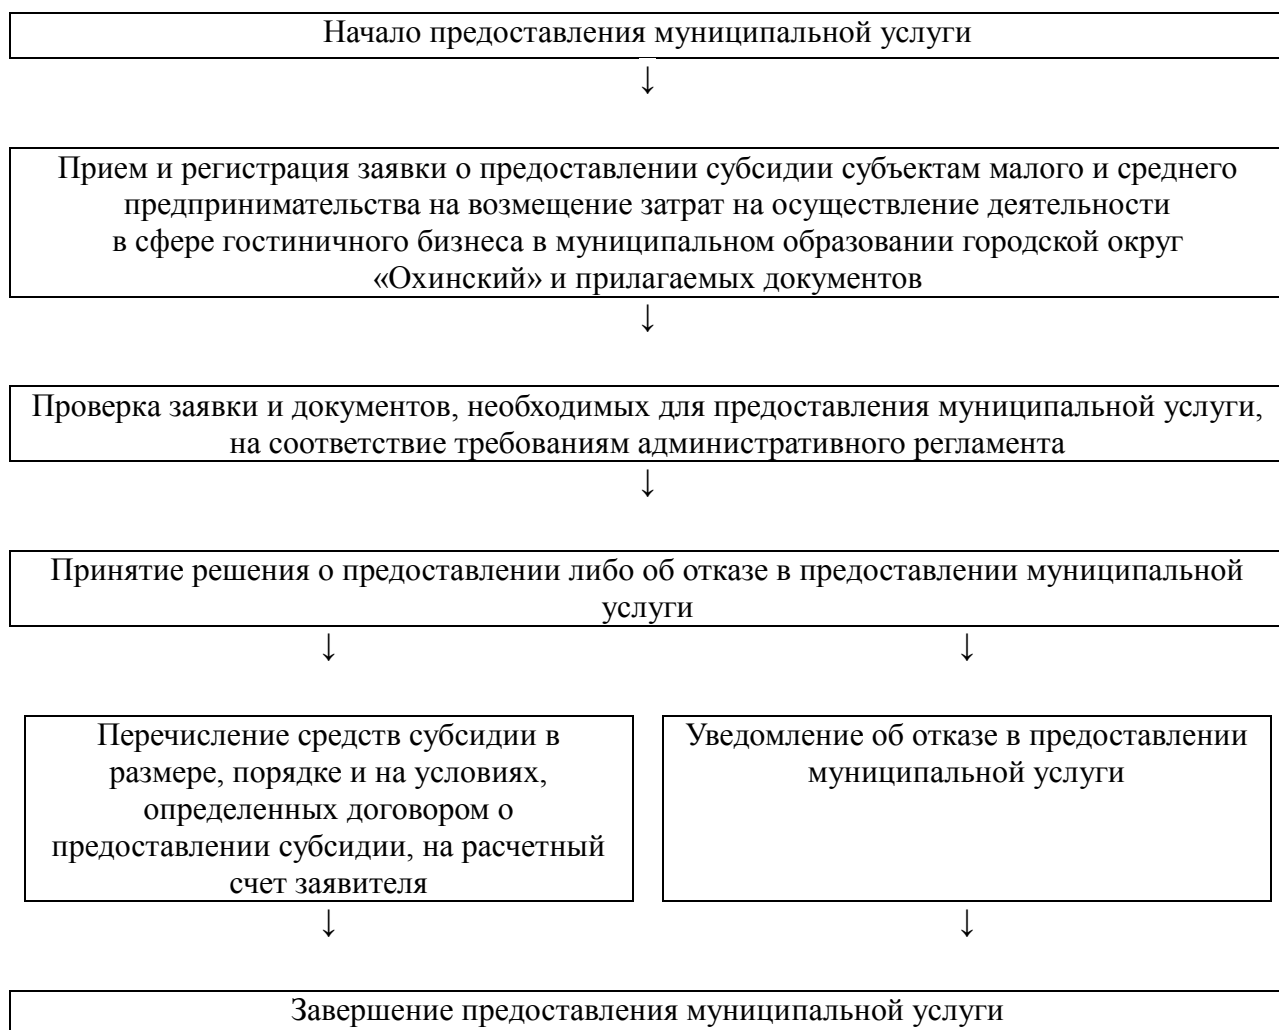 Начало предоставления муниципальной услуги
↓
Прием и регистрация заявки о предоставлении субсидии субъектам малого и среднего
предпринимательства на возмещение затрат на осуществление деятельности
в сфере гостиничного бизнеса в муниципальном образовании городской округ
«Охинский» и прилагаемых документов
↓
Проверка заявки и документов, необходимых для предоставления муниципальной услуги,
на соответствие требованиям административного регламента
↓
Принятие решения о предоставлении либо об отказе в предоставлении муниципальной
услуги
↓ ↓
Перечисление средств субсидии в
размере, порядке и на условиях,
определенных договором о
предоставлении субсидии, на расчетный
счет заявителя
Уведомление об отказе в предоставлении
муниципальной услуги
↓ ↓
Завершение предоставления муниципальной услуги